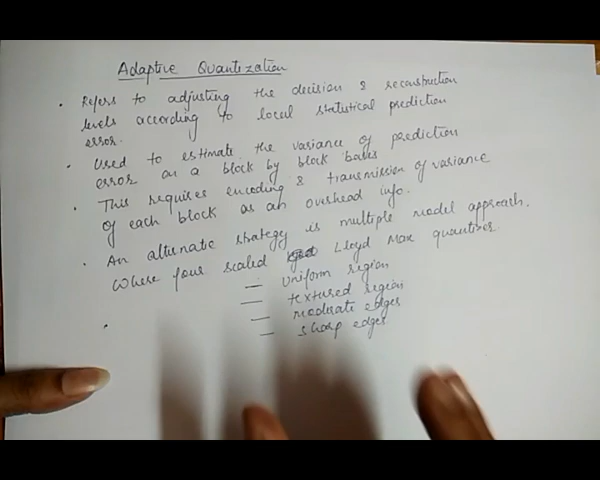 Adaptive Quantization
• Refers to adjusting the decision & reconstruction
levels according to local statistical prediction
error.
• Used to estimate the variance of prediction
error on a block by block bases
• This requires encoding & transmission of variance
of each block as an overhead info.
• An alternate strategy is multiple model approach.
Where four scaled Lloyd Max quantizes
— Uniform region
— textured region
— moderate edges
— sharp edges
•